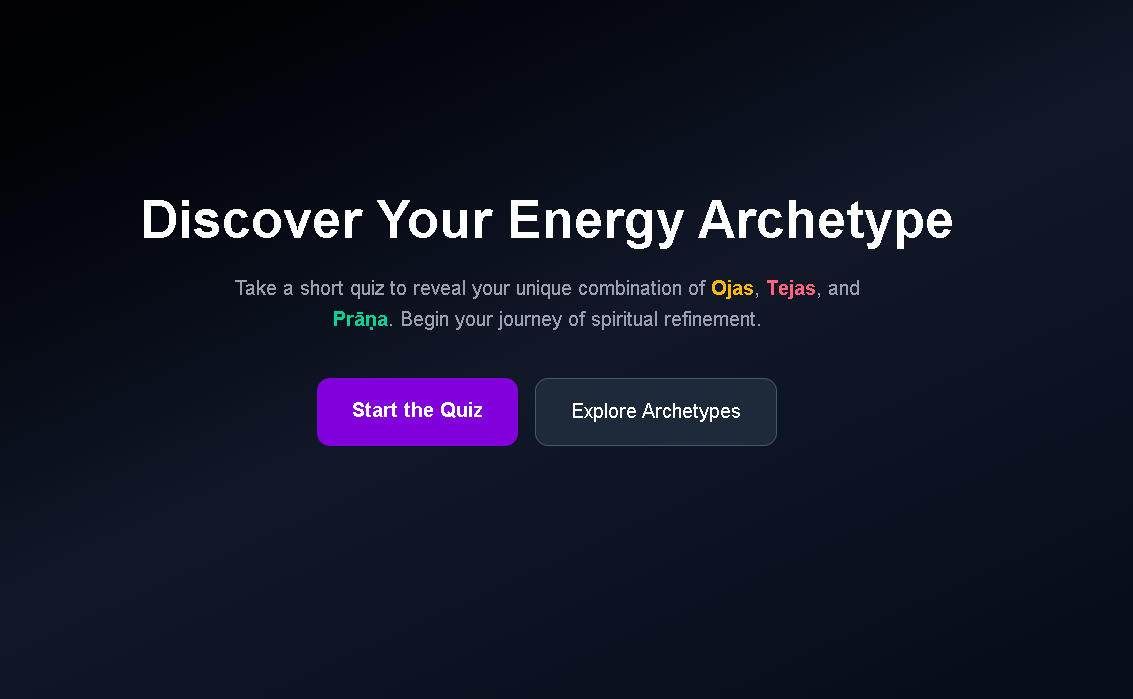 Discover Your Energy Archetype
Take a short quiz to reveal your unique combination of Ojas, Tejas, and
Prāṇa. Begin your journey of spiritual refinement.
Start the Quiz
Explore Archetypes